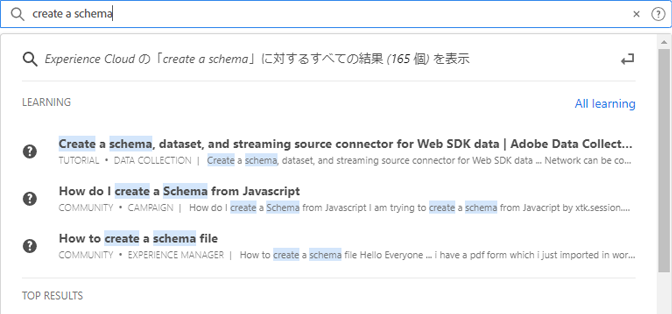 create a schema
Experience Cloud の「create a schema」に対するすべての結果 (165 個) を表示
LEARNING All learning
Create a schema, dataset, and streaming source connector for Web SDK data | Adobe Data Collect...
TUTORIAL • DATA COLLECTION | Create a schema, dataset, and streaming source connector for Web SDK data ... Network can be co...
How do I create a Schema from Javascript
COMMUNITY • CAMPAIGN | How do I create a Schema from Javascript I am trying to create a schema from Javacript by xtk.session....
How to create a schema file
COMMUNITY • EXPERIENCE MANAGER | How to create a schema file Hello Everyone ... i have a pdf form which i just imported in wor...
TOP RESULTS